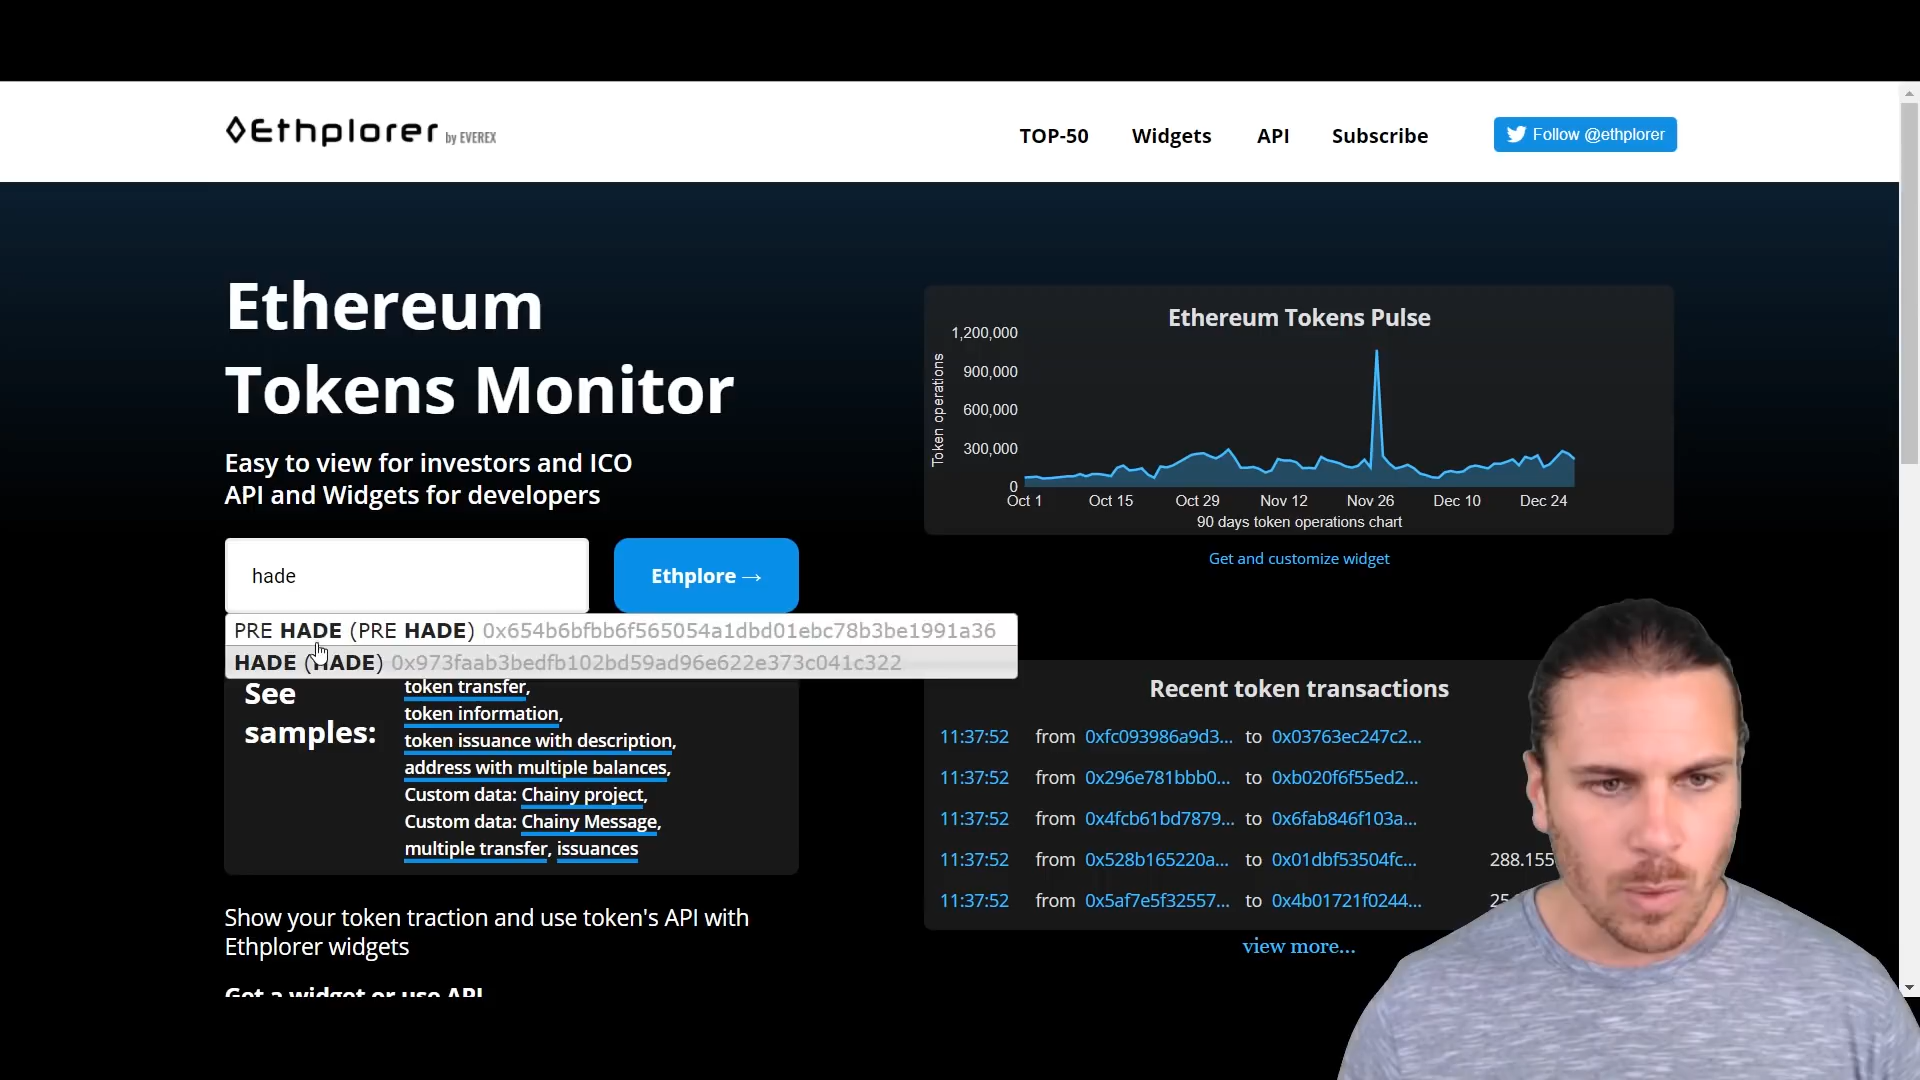 Ethplorer by EVEREX
TOP-50 Widgets API Subscribe
Follow @ethplorer
Ethereum
Tokens Monitor
Easy to view for investors and ICO
API and Widgets for developers
hade
Ethplore →
PRE HADE (PRE HADE) 0x654b6bfbb6f565054a1dbd01ebc78b3be1991a36
HADE (HADE) 0x973faab3bedfb102bd59ad96e622e373c041c322
See
samples:
token transfer,
token information,
token issuance with description,
address with multiple balances,
Custom data: Chainy project,
Custom data: Chainy Message,
multiple transfer, issuances
Show your token traction and use token's API with
Ethplorer widgets
Get a widget or use API
Ethereum Tokens Pulse
Token operations
1,200,000
900,000
600,000
300,000
0
Oct 1 Oct 15 Oct 29 Nov 12 Nov 26 Dec 10 Dec 24
90 days token operations chart
Get and customize widget
Recent token transactions
11:37:52 from 0xfc093986a9d3... to 0x03763ec247c2...
11:37:52 from 0x296e781bbb0... to 0xb020f6f55ed2...
11:37:52 from 0x4fcb61bd7879... to 0x6fab846f103a...
11:37:52 from 0x528b165220a... to 0x01dbf53504fc... 288.155
11:37:52 from 0x5af7e5f32557... to 0x4b01721f0244...
view more...